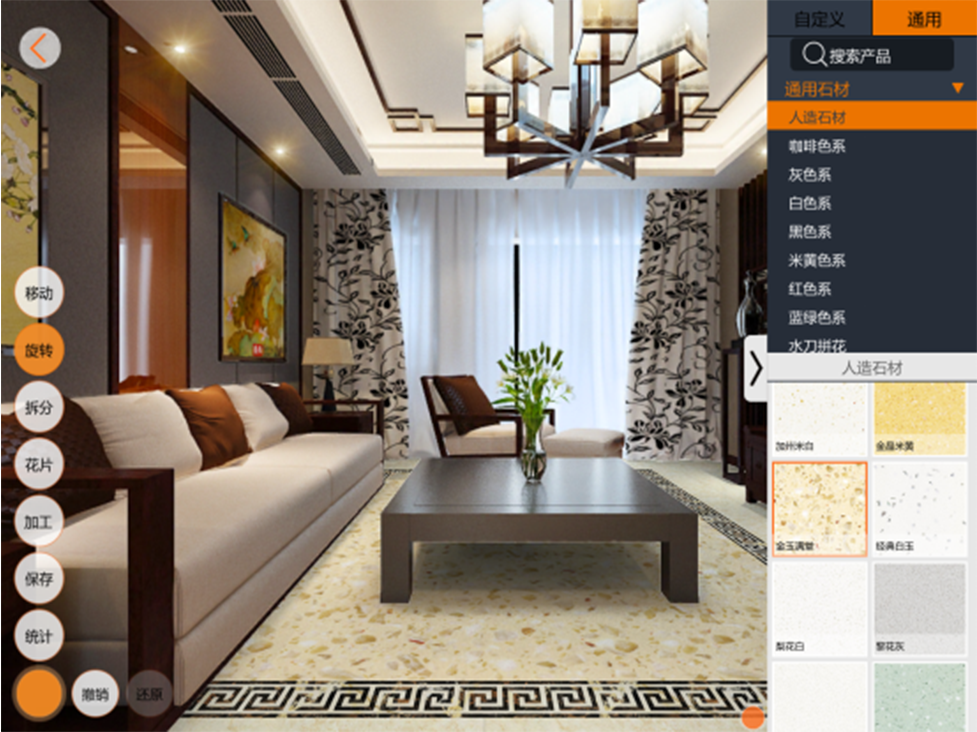 自定义
通用
搜索产品
通用石材
人造石材
咖啡色系
灰色系
白色系
黑色系
米黄色系
红色系
蓝绿色系
水刀拼花
人造石材
加州米白
金晶米黄
金玉满堂
经典白玉
梨花白
黎花灰
移动
旋转
拆分
花片
加工
保存
统计
撤销
还原